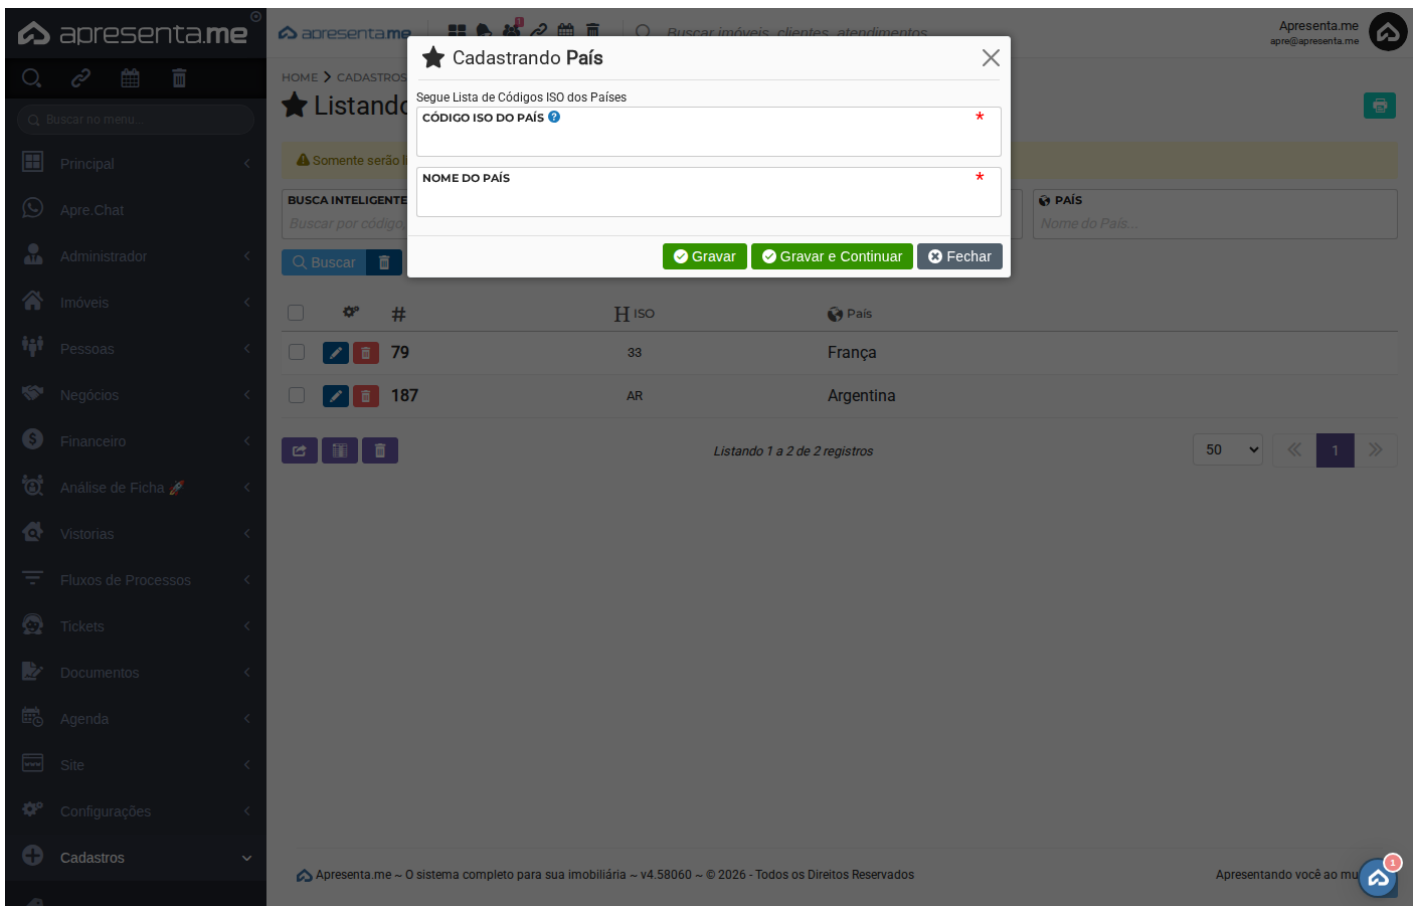 apresenta.me
apresenta.me
1
Buscar imóveis, clientes, atendimentos
Apresenta.me
apre@apresenta.me
Cadastrando País
HOME > CADASTROS
Listando
Segue Lista de Códigos ISO dos Países
CÓDIGO ISO DO PAÍS ? *
Buscar no menu...
Somente serão
NOME DO PAÍS *
BUSCA INTELIGENTE
Buscar por código,
PAÍS
Nome do País...
Buscar
Gravar
Gravar e Continuar
Fechar
Principal
Apre.Chat
Administrador
Imóveis
Pessoas
Negócios
Financeiro
Análise de Ficha 🚀
Vistorias
Fluxos de Processos
Tickets
Documentos
Agenda
Site
Configurações
Cadastros
# H ISO País
79 33 França
187 AR Argentina
Listando 1 a 2 de 2 registros
50
1
Apresenta.me ~ O sistema completo para sua imobiliária ~ v4.58060 ~ © 2026 - Todos os Direitos Reservados
Apresentando você ao
1